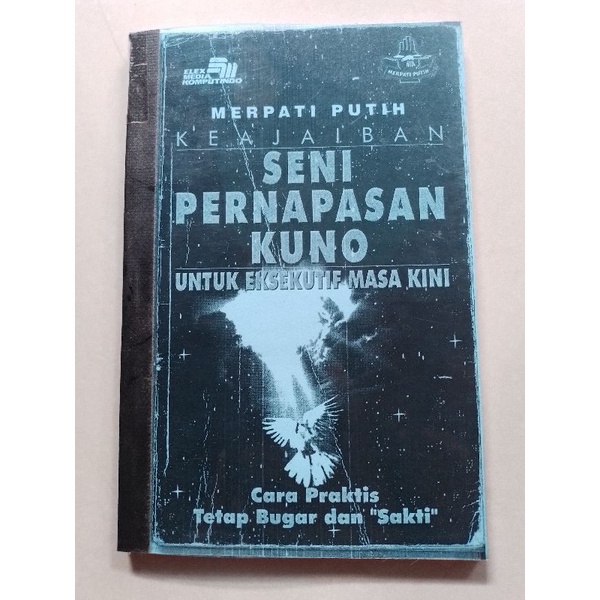 ELEX
MEDIA
KOMPUTINDO
MERPATI PUTIH
MERPATI PUTIH
KEAJAIBAN
SENI
PERNAPASAN
KUNO
UNTUK EKSEKUTIF MASA KINI
Cara Praktis
Tetap Bugar dan "Sakti"